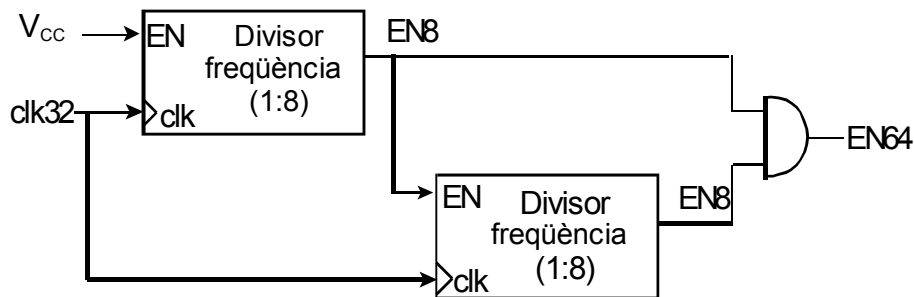 VCC
EN
Divisor
freqüència
(1:8)
EN8
clk32
clk
EN64
EN
Divisor
freqüència
(1:8)
EN8
clk